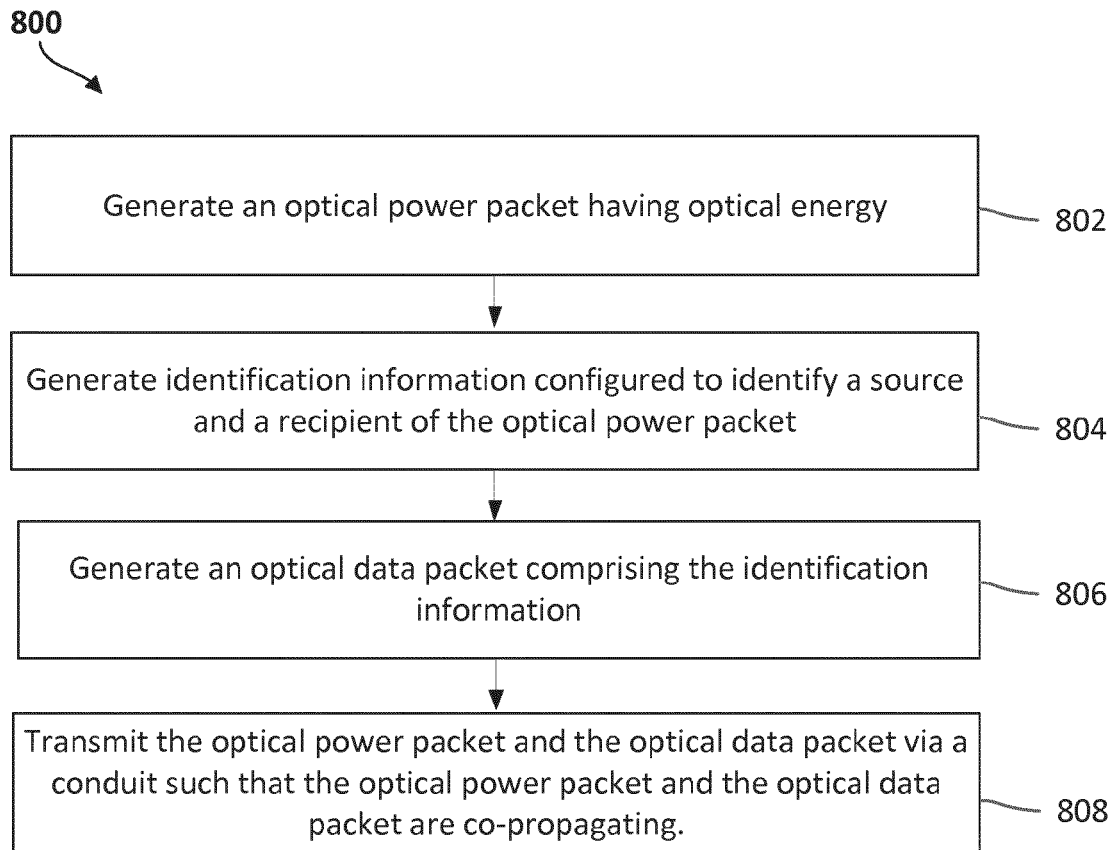 800
Generate an optical power packet having optical energy
802
Generate identification information configured to identify a source
and a recipient of the optical power packet
804
Generate an optical data packet comprising the identification
information
806
Transmit the optical power packet and the optical data packet via a
conduit such that the optical power packet and the optical data
packet are co-propagating.
808